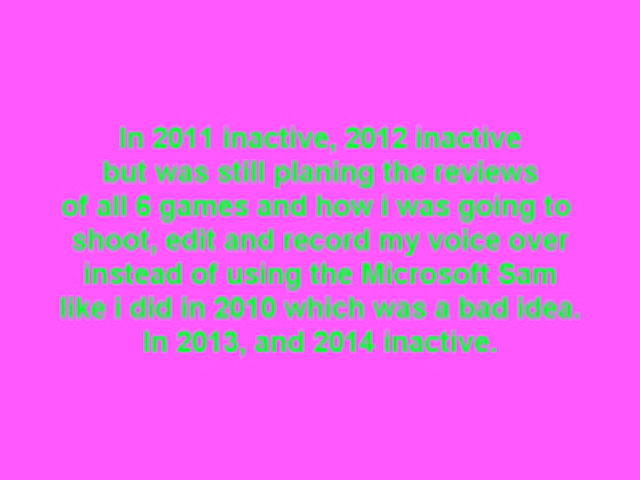 In 2011 inactive, 2012 inactive
but was still planing the reviews
of all 6 games and how i was going to
shoot, edit and record my voice over
instead of using the Microsoft Sam
like i did in 2010 which was a bad idea.
In 2013, and 2014 inactive.